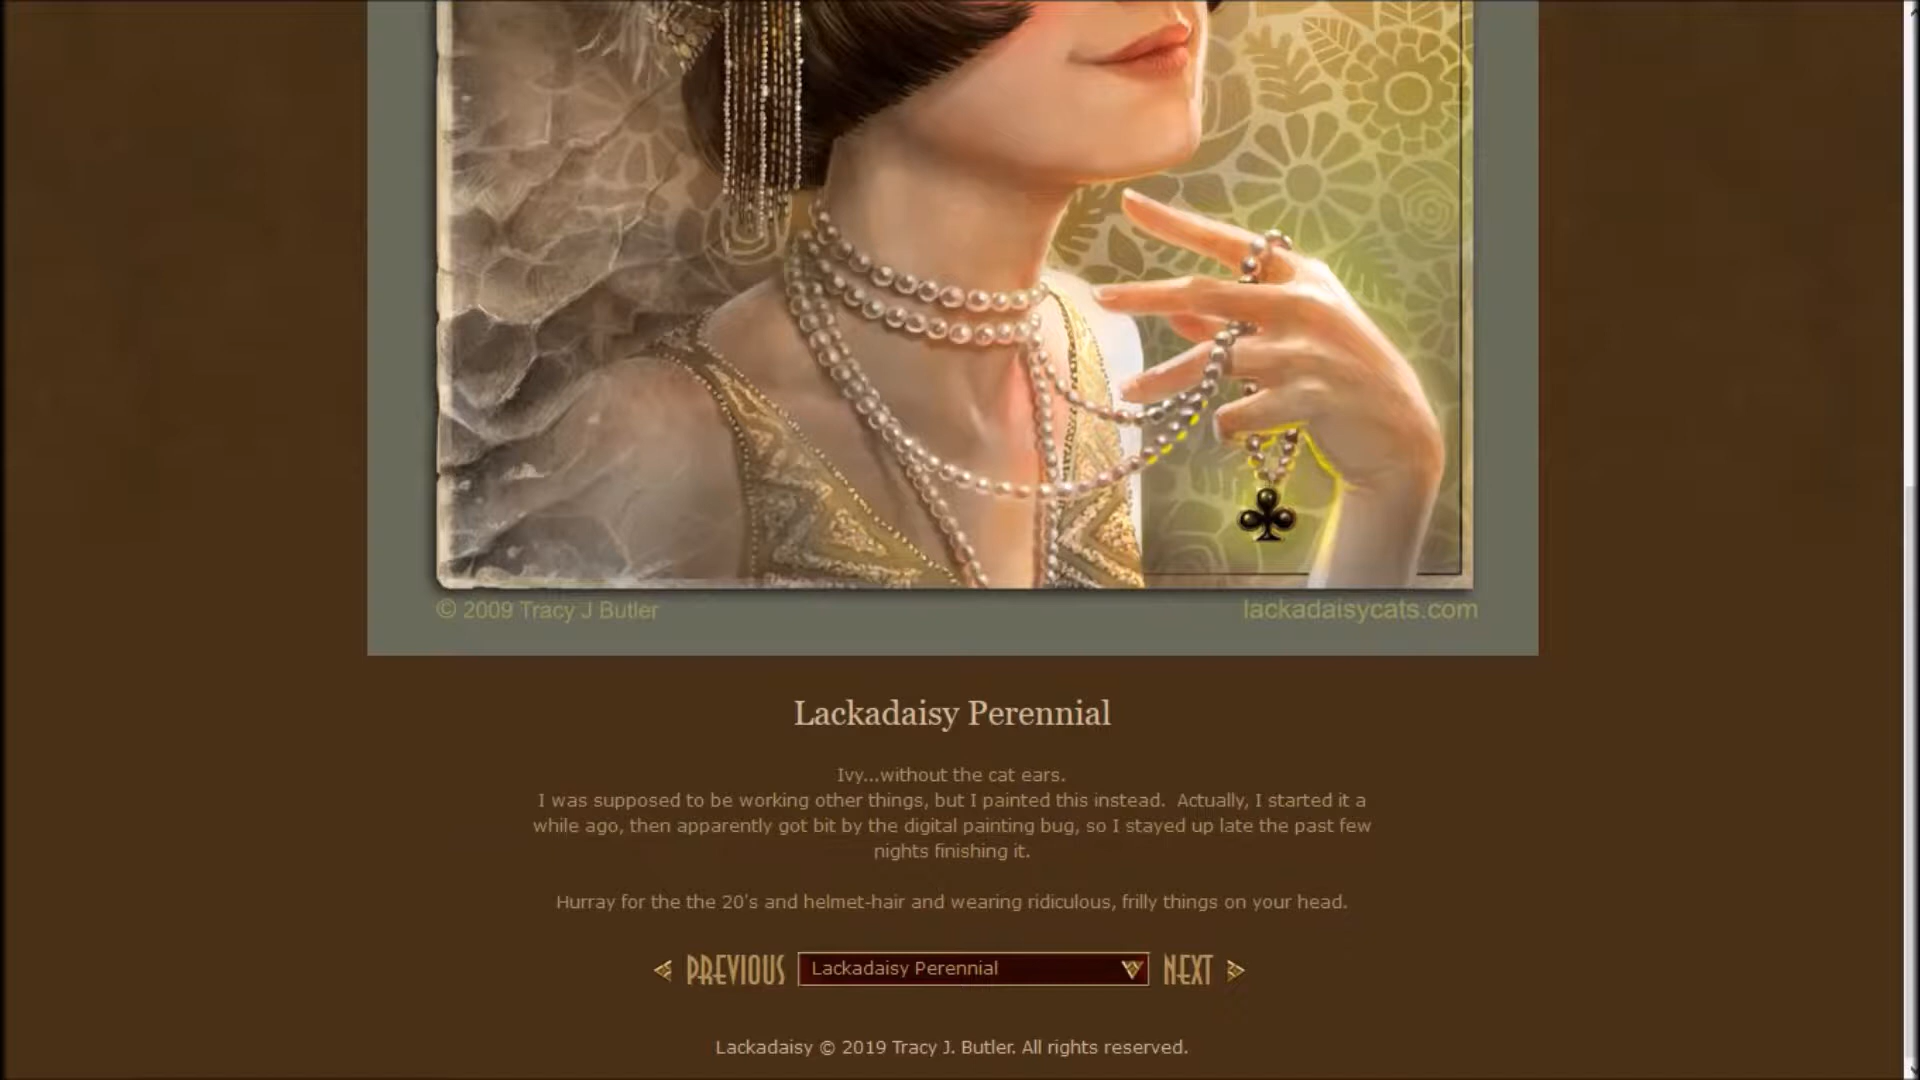 © 2009 Tracy J Butler
lackadaisycats.com
Lackadaisy Perennial
Ivy...without the cat ears.
I was supposed to be working other things, but I painted this instead.  Actually, I started it a
while ago, then apparently got bit by the digital painting bug, so I stayed up late the past few
nights finishing it.
Hurray for the the 20's and helmet-hair and wearing ridiculous, frilly things on your head.
PREVIOUS
Lackadaisy Perennial
NEXT
Lackadaisy © 2019 Tracy J. Butler. All rights reserved.